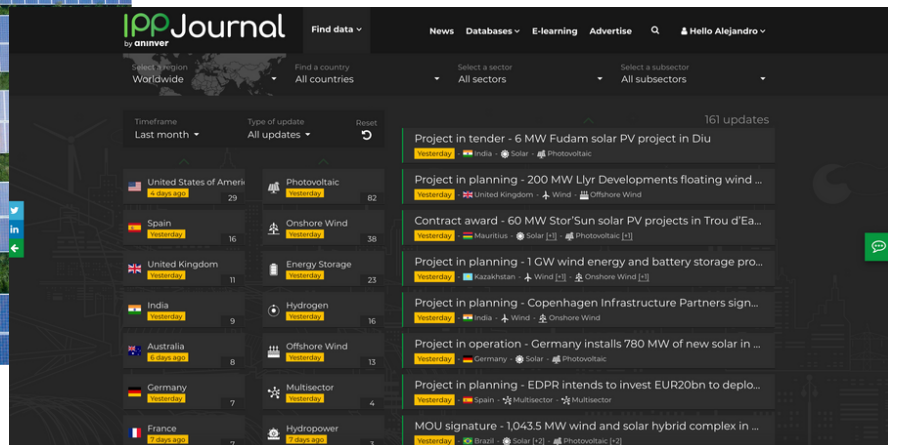 IPPJournal
by aninver
Find data
News
Databases
E-learning
Advertise
Hello Alejandro
Select a region
Worldwide
Find a country
All countries
Select a sector
All sectors
Select a subsector
All subsectors
Timeframe
Last month
Type of update
All updates
Reset
161 updates
United States of Ameri
4 days ago
29
Spain
Yesterday
16
United Kingdom
Yesterday
11
India
Yesterday
9
Australia
6 days ago
8
Germany
Yesterday
7
France
7 days ago
Photovoltaic
Yesterday
82
Onshore Wind
Yesterday
38
Energy Storage
Yesterday
23
Hydrogen
Yesterday
16
Offshore Wind
Yesterday
13
Multisector
Yesterday
4
Hydropower
7 days ago
Project in tender - 6 MW Fudam solar PV project in Diu
Yesterday - India - Solar - Photovoltaic
Project in planning - 200 MW Llyr Developments floating wind ...
Yesterday - United Kingdom - Wind - Offshore Wind
Contract award - 60 MW Stor'Sun solar PV projects in Trou d'Ea...
Yesterday - Mauritius - Solar [+1] - Photovoltaic [+1]
Project in planning - 1 GW wind energy and battery storage pro...
Yesterday - Kazakhstan - Wind [+1] - Onshore Wind [+1]
Project in planning - Copenhagen Infrastructure Partners sign...
Yesterday - India - Wind - Onshore Wind
Project in operation - Germany installs 780 MW of new solar in ...
Yesterday - Germany - Solar - Photovoltaic
Project in planning - EDPR intends to invest EUR20bn to deplo...
Yesterday - Spain - Multisector - Multisector
MOU signature - 1,043.5 MW wind and solar hybrid complex in ...
Yesterday - Brazil - Solar [+2] - Photovoltaic [+2]